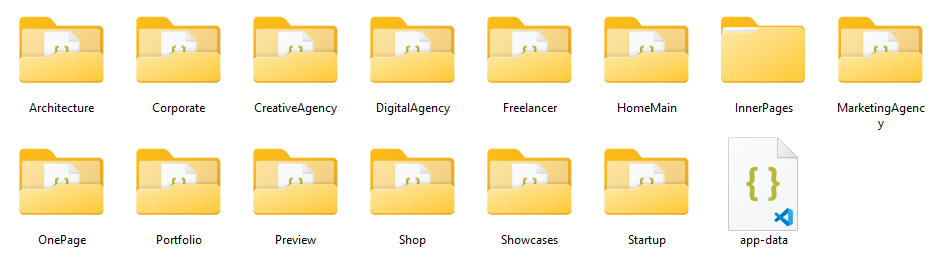 Architecture
Corporate
CreativeAgency
DigitalAgency
Freelancer
HomeMain
InnerPages
MarketingAgenc
y
OnePage
Portfolio
Preview
Shop
Showcases
Startup
app-data